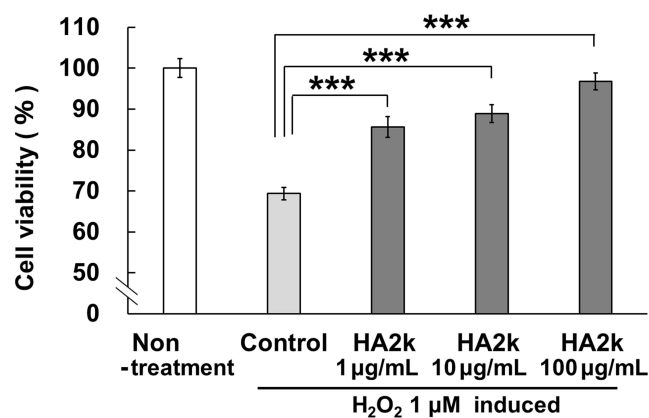 Cell viability ( % )
110
100
90
80
70
60
50
0
***
***
***
Non
-treatment
Control
HA2k
1 μg/mL
HA2k
10 μg/mL
HA2k
100 μg/mL
H₂O₂ 1 μM induced